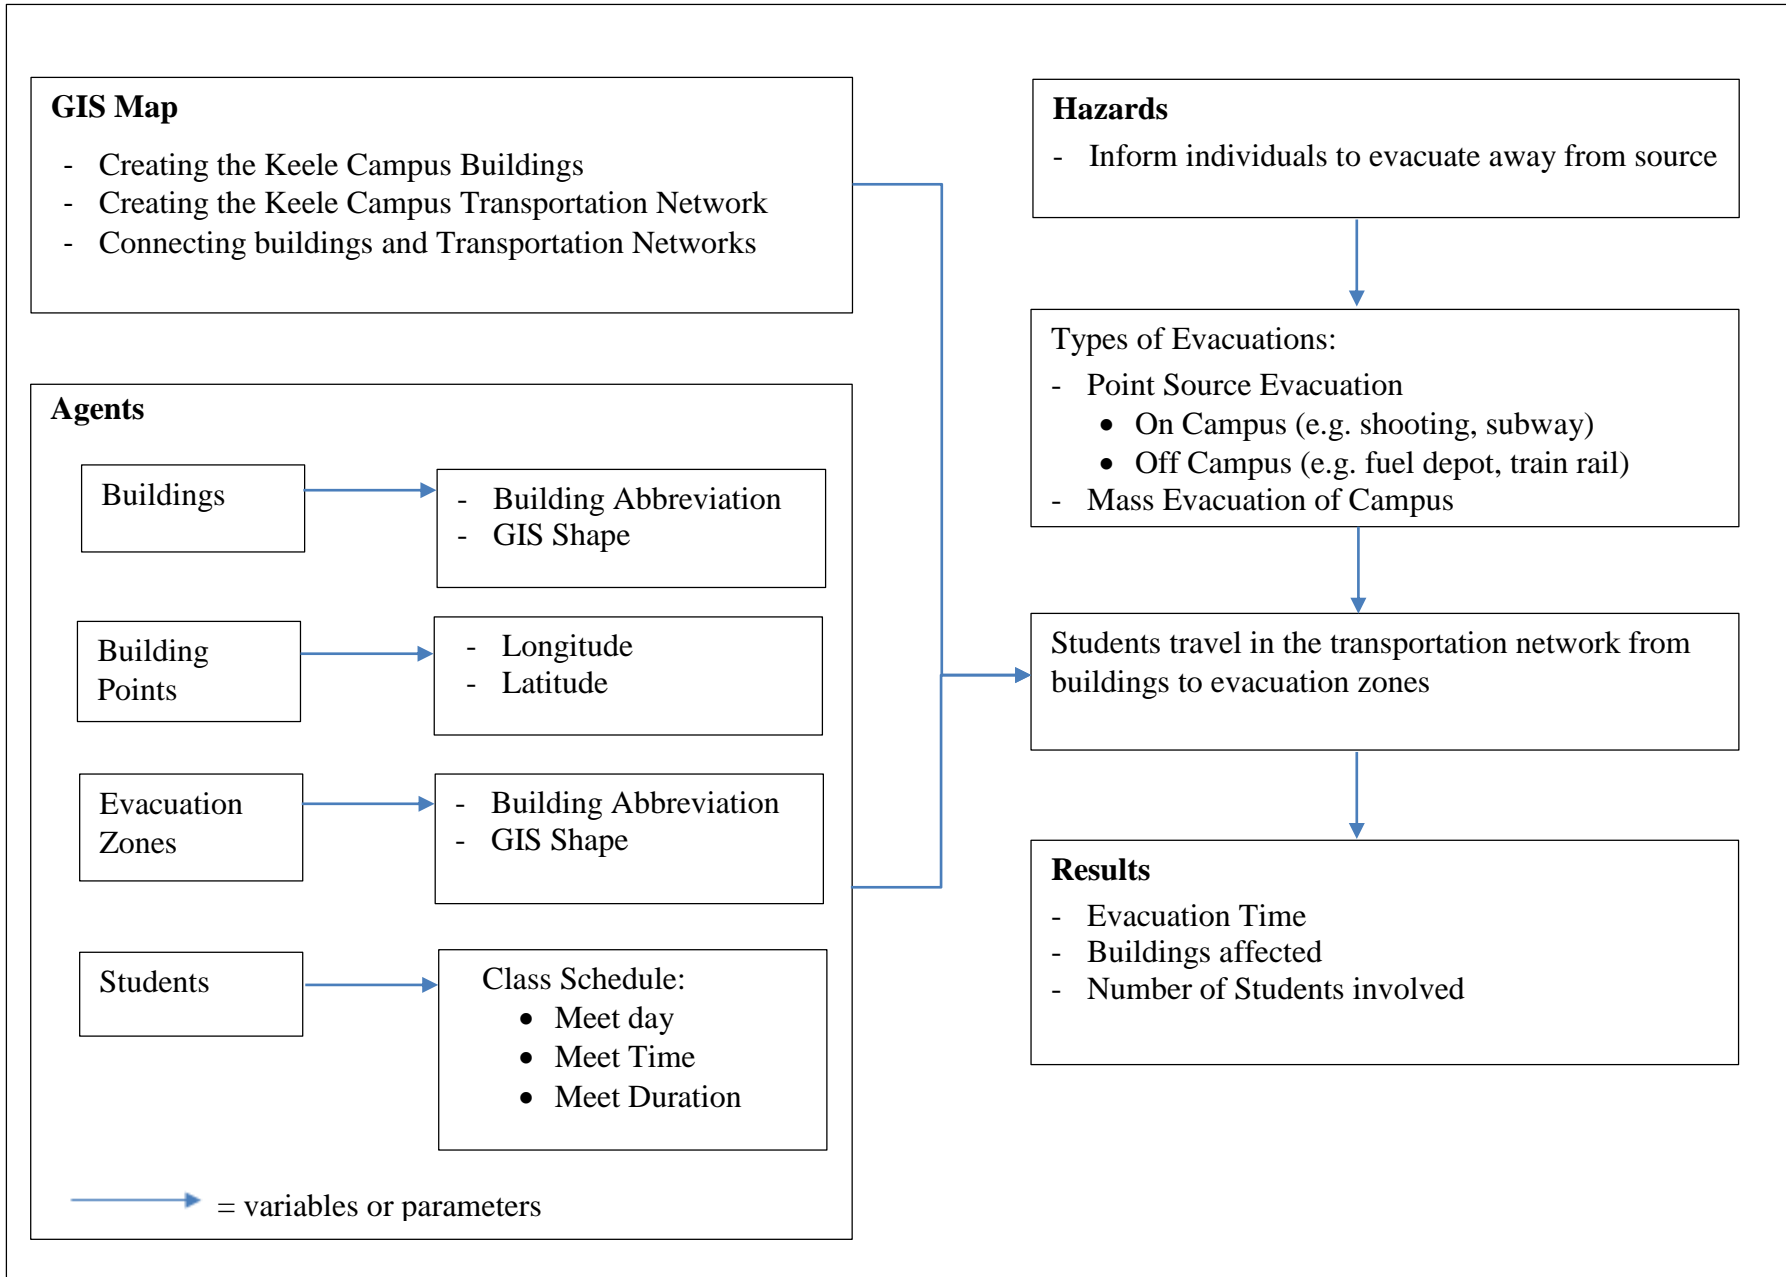 GIS Map
- Creating the Keele Campus Buildings
- Creating the Keele Campus Transportation Network
- Connecting buildings and Transportation Networks
Agents
Buildings
- Building Abbreviation
- GIS Shape
Building
Points
- Longitude
- Latitude
Evacuation
Zones
- Building Abbreviation
- GIS Shape
Students
Class Schedule:
• Meet day
• Meet Time
• Meet Duration
= variables or parameters
Hazards
- Inform individuals to evacuate away from source
Types of Evacuations:
- Point Source Evacuation
• On Campus (e.g. shooting, subway)
• Off Campus (e.g. fuel depot, train rail)
- Mass Evacuation of Campus
Students travel in the transportation network from
buildings to evacuation zones
Results
- Evacuation Time
- Buildings affected
- Number of Students involved